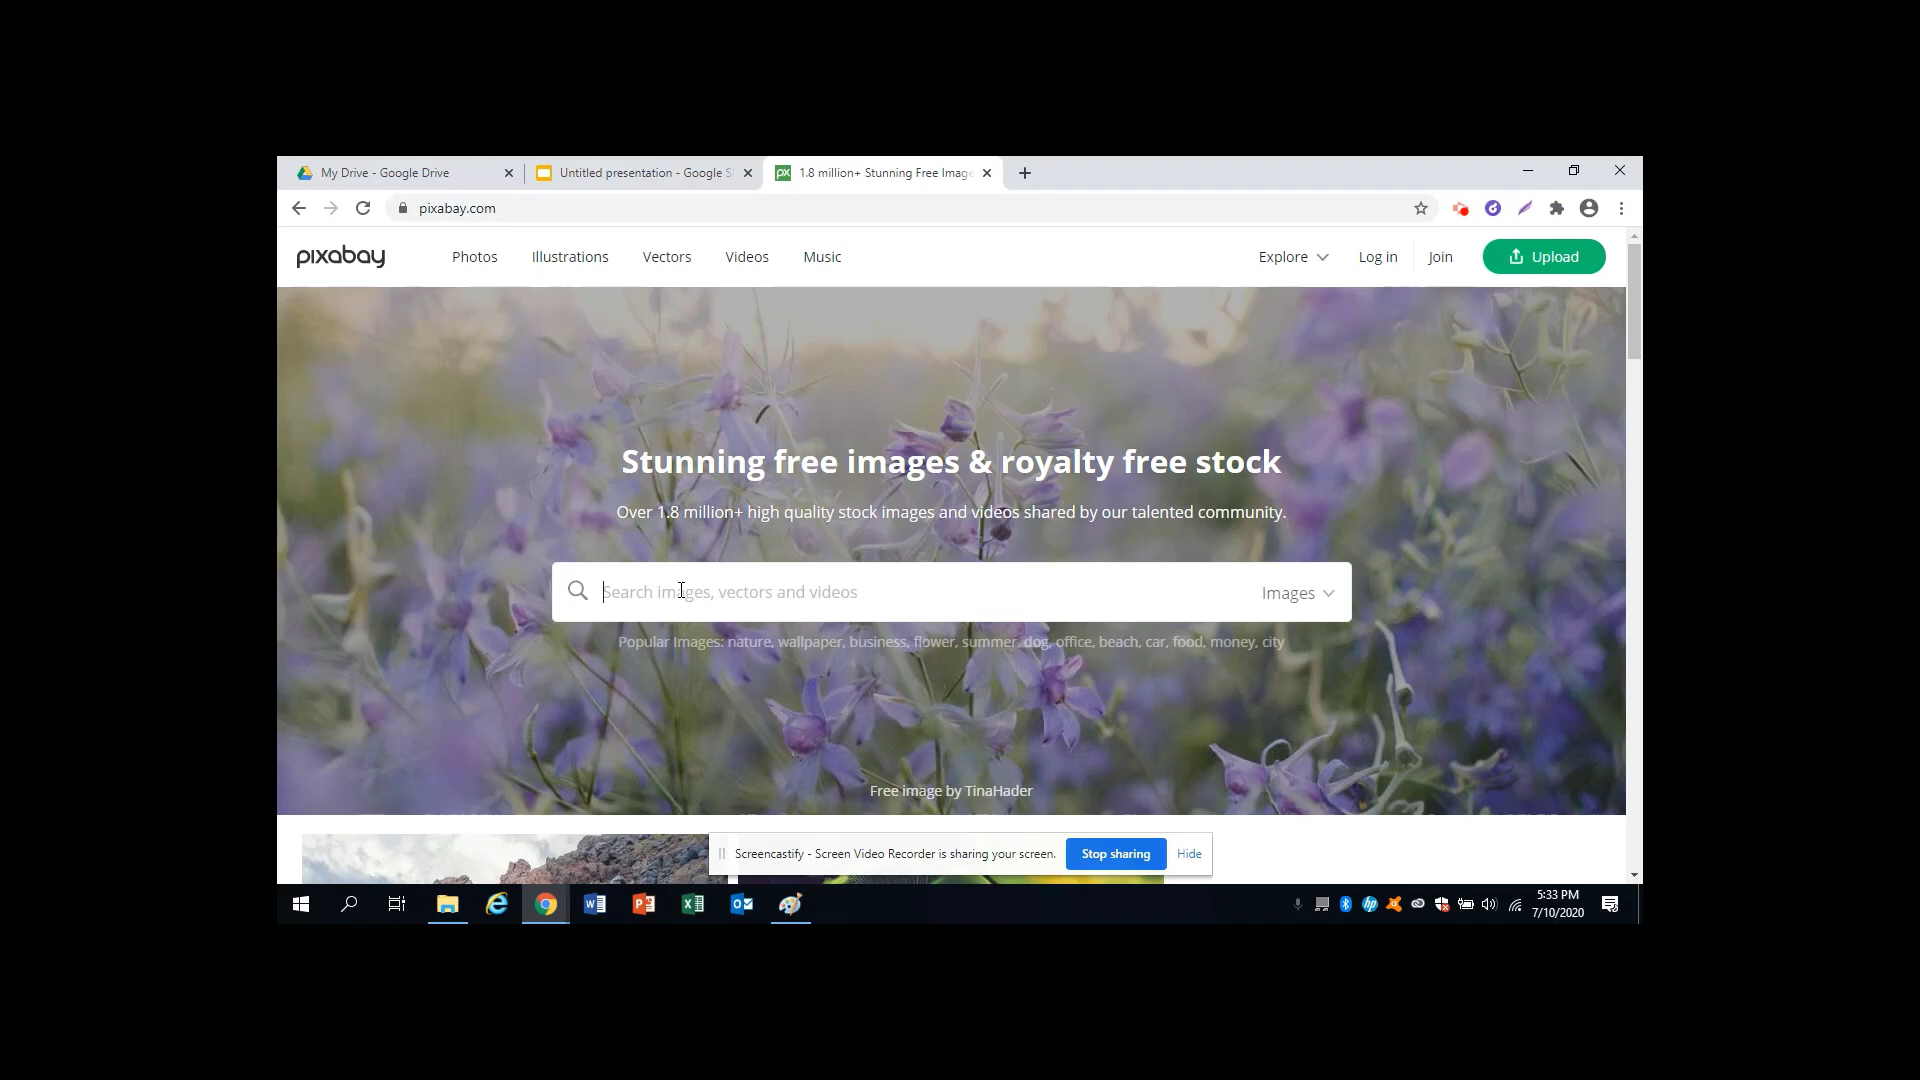 My Drive - Google Drive
Untitled presentation - Google S
1.8 million+ Stunning Free Image
pixabay.com
pixabay
Photos
Illustrations
Vectors
Videos
Music
Explore
Log in
Join
Upload
Stunning free images & royalty free stock
Over 1.8 million+ high quality stock images and videos shared by our talented community.
Search images, vectors and videos
Images
Popular Images: nature, wallpaper, business, flower, summer, dog, office, beach, car, food, money, city
Free image by TinaHader
Screencastify - Screen Video Recorder is sharing your screen.
Stop sharing
Hide
5:33 PM
7/10/2020